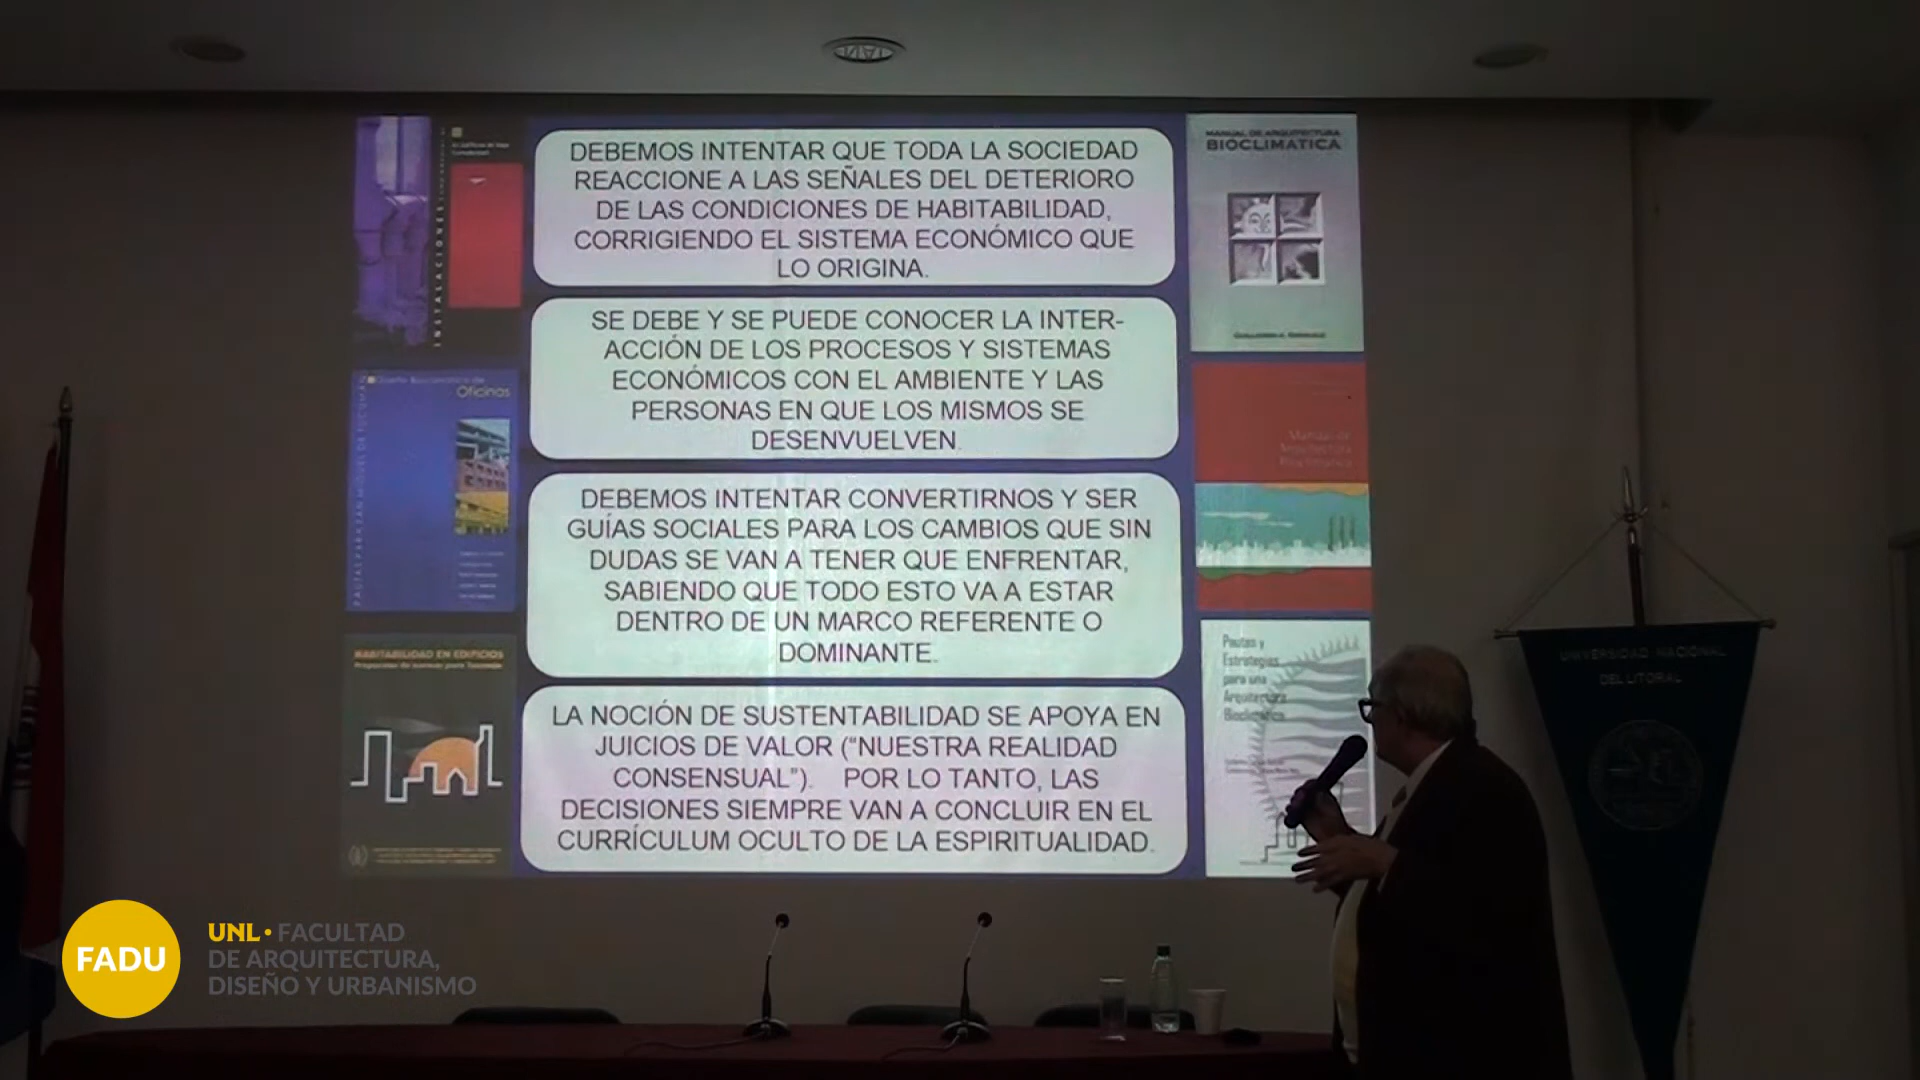 DEBEMOS INTENTAR QUE TODA LA SOCIEDAD
REACCIONE A LAS SEÑALES DEL DETERIORO
DE LAS CONDICIONES DE HABITABILIDAD,
CORRIGIENDO EL SISTEMA ECONÓMICO QUE
LO ORIGINA.
SE DEBE Y SE PUEDE CONOCER LA INTER-
ACCIÓN DE LOS PROCESOS Y SISTEMAS
ECONÓMICOS CON EL AMBIENTE Y LAS
PERSONAS EN QUE LOS MISMOS SE
DESENVUELVEN.
DEBEMOS INTENTAR CONVERTIRNOS Y SER
GUÍAS SOCIALES PARA LOS CAMBIOS QUE SIN
DUDAS SE VAN A TENER QUE ENFRENTAR,
SABIENDO QUE TODO ESTO VA A ESTAR
DENTRO DE UN MARCO REFERENTE O
DOMINANTE.
LA NOCIÓN DE SUSTENTABILIDAD SE APOYA EN
JUICIOS DE VALOR ("NUESTRA REALIDAD
CONSENSUAL"). POR LO TANTO, LAS
DECISIONES SIEMPRE VAN A CONCLUIR EN EL
CURRÍCULUM OCULTO DE LA ESPIRITUALIDAD.
INSTALACIONES
Oficinas
HABITABILIDAD EN EDIFICIOS
MANUAL DE ARQUITECTURA
BIOCLIMATICA
Manual de
Arquitectura
Bioclimática
Pautas y
Estrategias
para una
Arquitectura
Bioclimática
UNIVERSIDAD NACIONAL
DEL LITORAL
FADU
UNL • FACULTAD
DE ARQUITECTURA,
DISEÑO Y URBANISMO